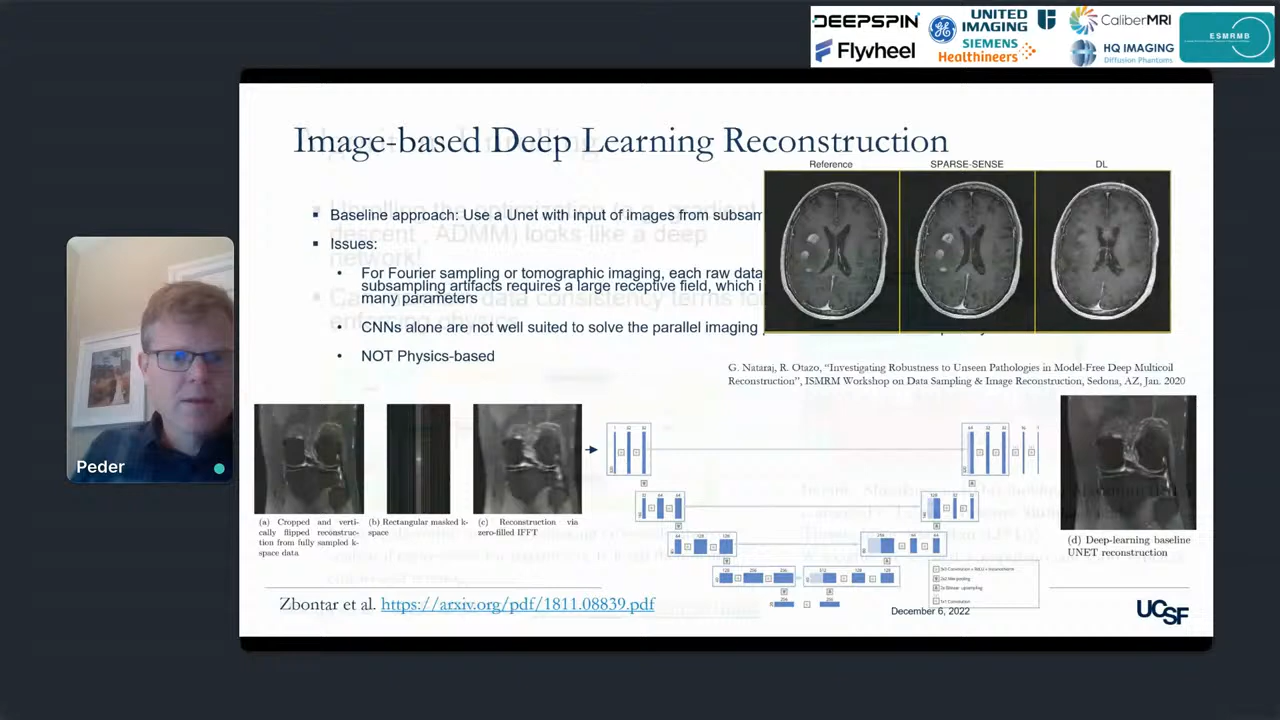 DEEPSPIN
UNITED
IMAGING
CaliberMRI
ESMRMB
Flywheel
SIEMENS
Healthineers
HQ IMAGING
Diffusion Phantoms
Image-based Deep Learning Reconstruction
Reference
SPARSE-SENSE
DL
▪ Baseline approach: Use a Unet with input of images from subsam
▪ Issues:
• For Fourier sampling or tomographic imaging, each raw data
subsampling artifacts requires a large receptive field, which i
many parameters
• CNNs alone are not well suited to solve the parallel imaging
• NOT Physics-based
G. Nataraj, R. Otazo, “Investigating Robustness to Unseen Pathologies in Model-Free Deep Multicoil
Reconstruction”, ISMRM Workshop on Data Sampling & Image Reconstruction, Sedona, AZ, Jan. 2020
Peder
(a) Cropped and verti-
cally flipped reconstruc-
tion from fully sampled k-
space data
(b) Rectangular masked k-
space
(c) Reconstruction via
zero-filled IFFT
(d) Deep-learning baseline
UNET reconstruction
Zbontar et al. https://arxiv.org/pdf/1811.08839.pdf
December 6, 2022
UCSF